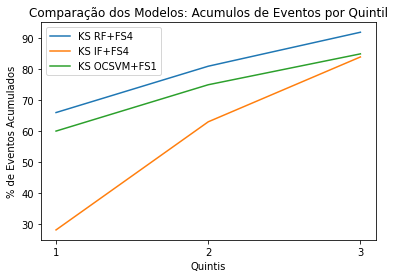 Comparação dos Modelos: Acumulos de Eventos por Quintil
KS RF+FS4
KS IF+FS4
KS OCSVM+FS1
% de Eventos Acumulados
90
80
70
60
50
40
30
1
2
3
Quintis